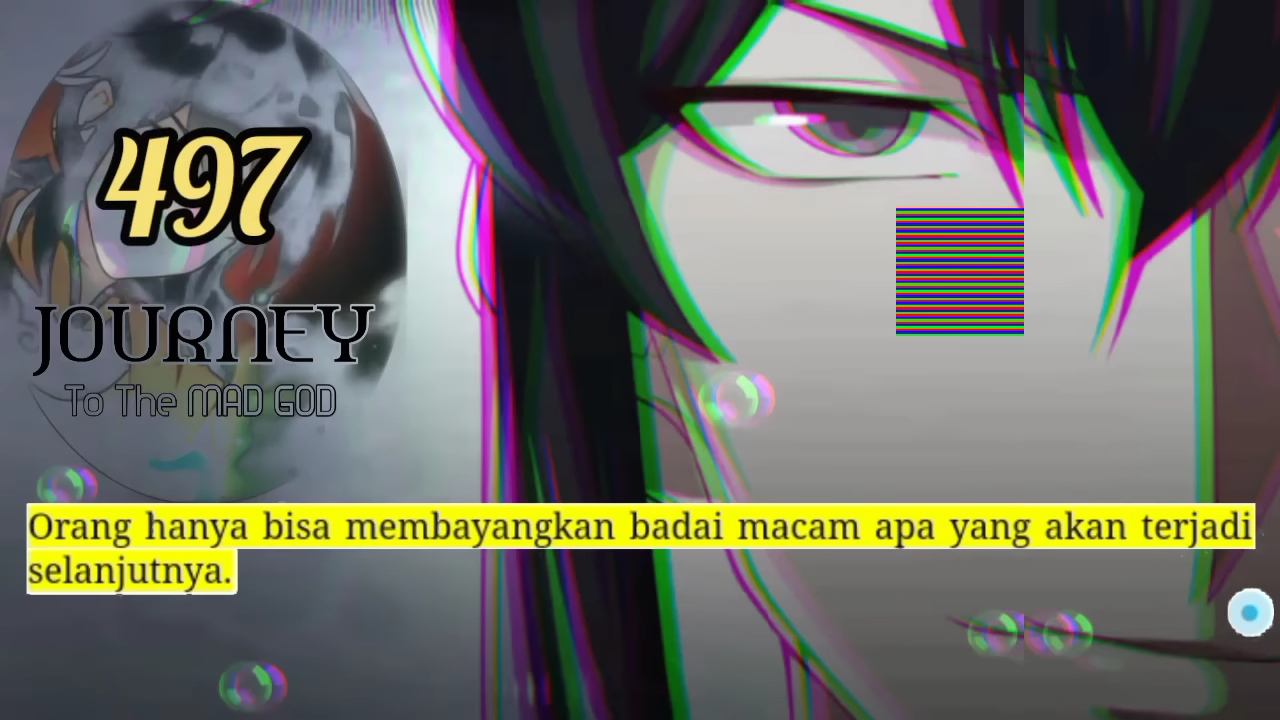 497
JOURNEY
To The MAD GOD
Orang hanya bisa membayangkan badai macam apa yang akan terjadi
selanjutnya.